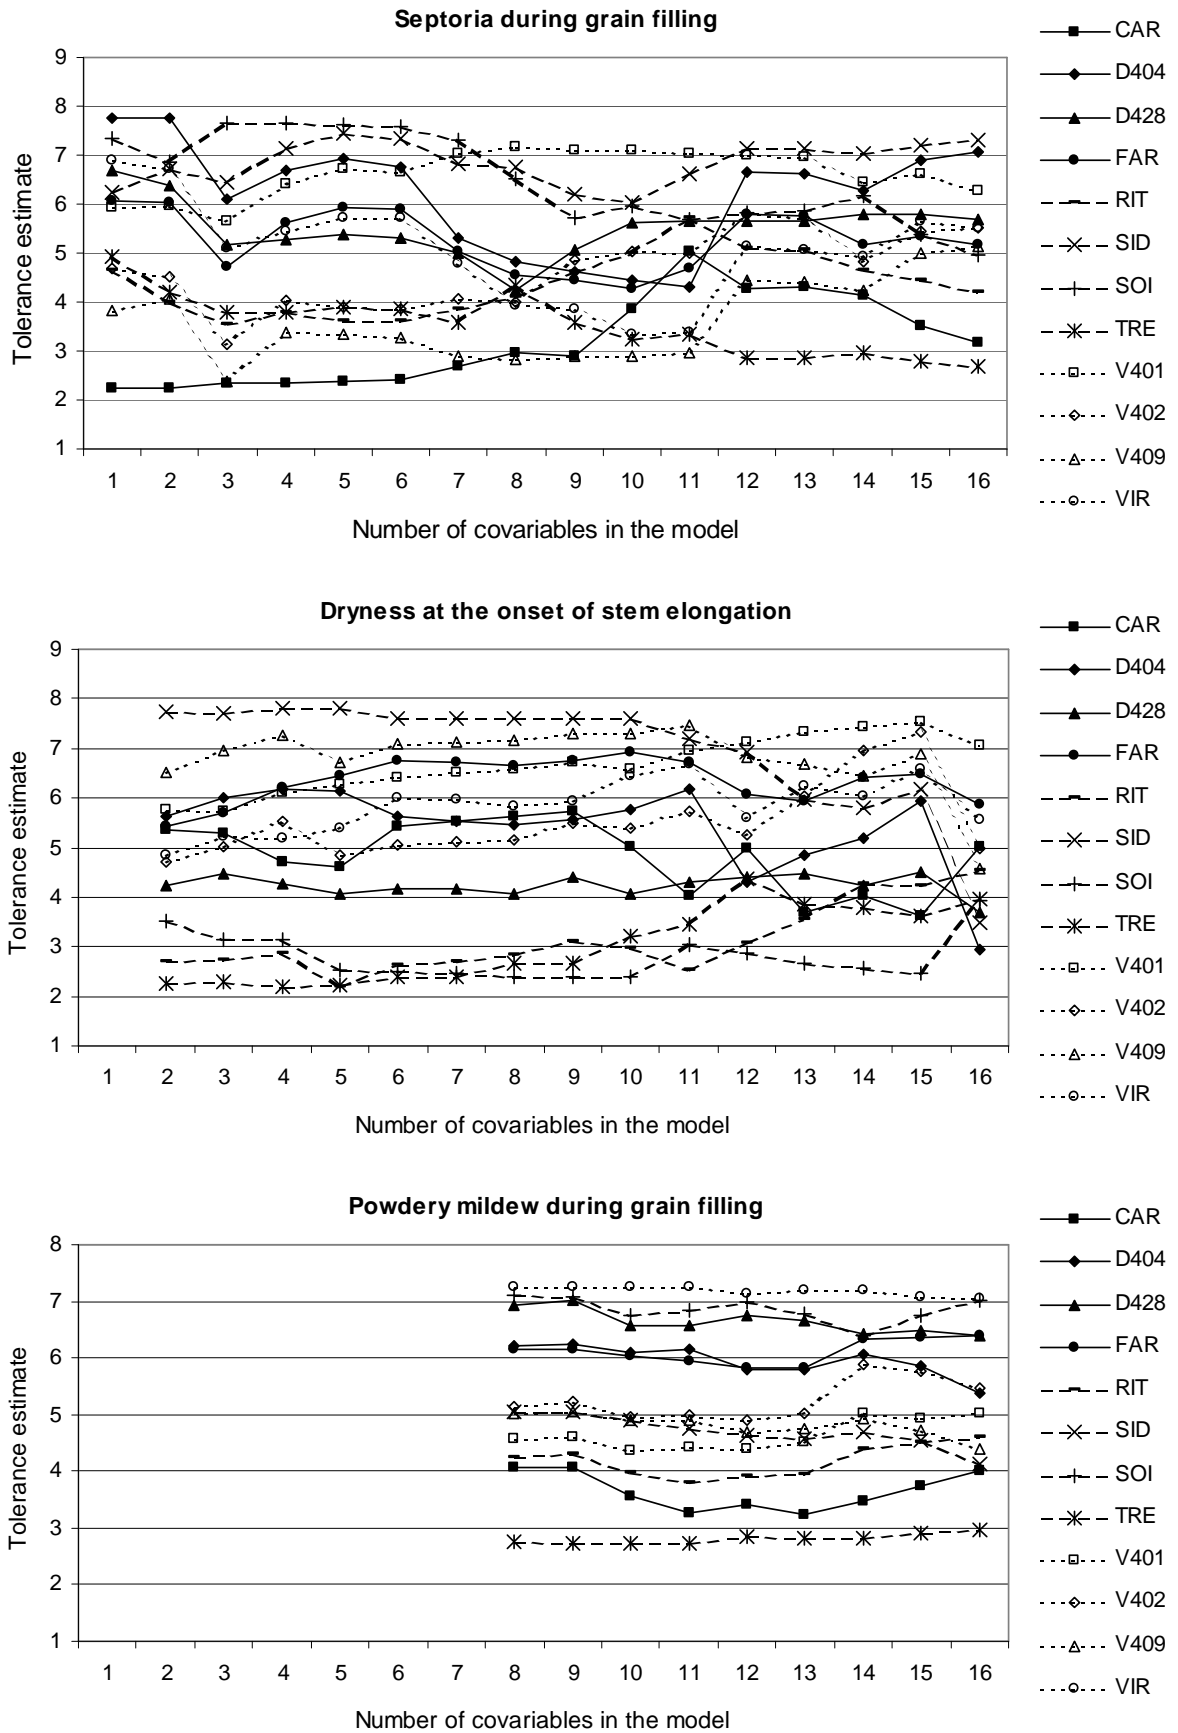 Septoria during grain filling
9
8
7
6
5
4
3
2
1
Tolerance estimate
1 2 3 4 5 6 7 8 9 10 11 12 13 14 15 16
Number of covariables in the model
CAR
D404
D428
FAR
RIT
SID
SOI
TRE
V401
V402
V409
VIR
Dryness at the onset of stem elongation
9
8
7
6
5
4
3
2
1
Tolerance estimate
1 2 3 4 5 6 7 8 9 10 11 12 13 14 15 16
Number of covariables in the model
CAR
D404
D428
FAR
RIT
SID
SOI
TRE
V401
V402
V409
VIR
Powdery mildew during grain filling
8
7
6
5
4
3
2
1
Tolerance estimate
1 2 3 4 5 6 7 8 9 10 11 12 13 14 15 16
Number of covariables in the model
CAR
D404
D428
FAR
RIT
SID
SOI
TRE
V401
V402
V409
VIR